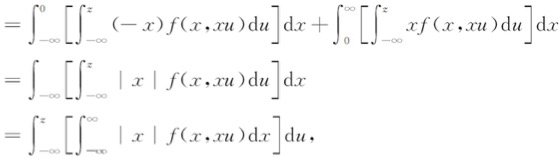 = ∫_{-∞}^{0} [∫_{-∞}^{z} (-x) f(x, xu) du] dx + ∫_{0}^{∞} [∫_{-∞}^{z} x f(x, xu) du] dx
= ∫_{-∞} [∫_{-∞}^{z} | x | f(x, xu) du] dx
= ∫_{-∞}^{z} [∫_{-∞}^{∞} | x | f(x, xu) dx] du,